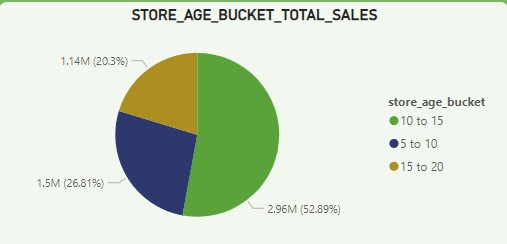 STORE_AGE_BUCKET_TOTAL_SALES
1.14M (20.3%)
store_age_bucket
10 to 15
5 to 10
15 to 20
1.5M (26.81%)
2.96M (52.89%)